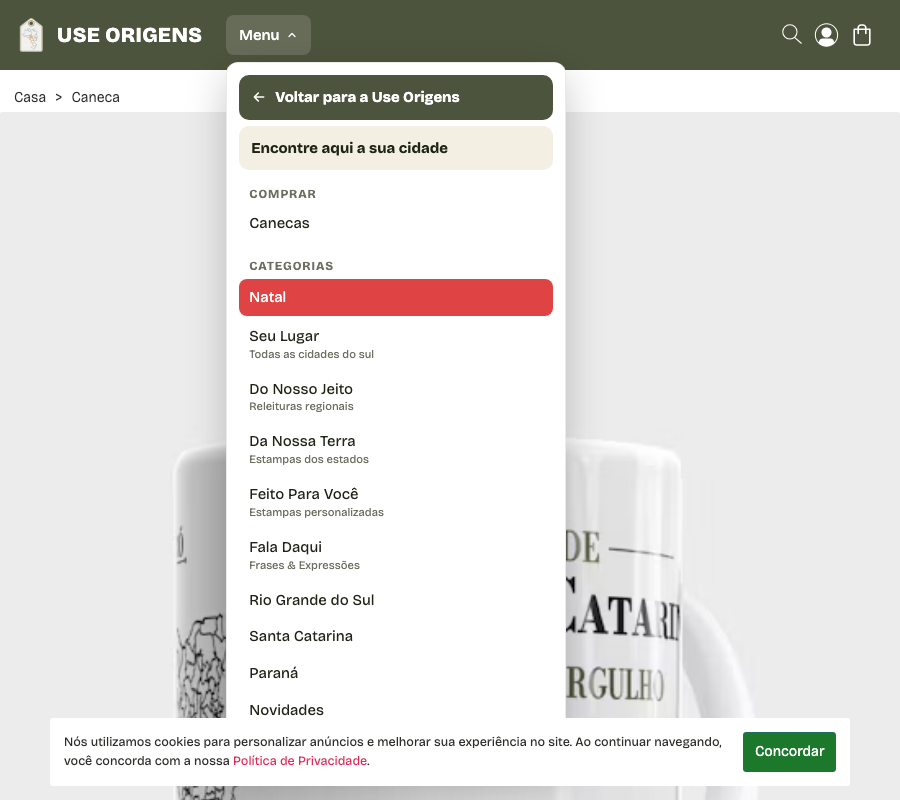 USE ORIGENS
Menu
Casa > Caneca
Voltar para a Use Origens
Encontre aqui a sua cidade
COMPRAR
Canecas
CATEGORIAS
Natal
Seu Lugar
Todas as cidades do sul
Do Nosso Jeito
Releituras regionais
Da Nossa Terra
Estampas dos estados
Feito Para Você
Estampas personalizadas
Fala Daqui
Frases & Expressões
DE
Rio Grande do Sul
CATARIN
Santa Catarina
Paraná
RGULHO
Novidades
Nós utilizamos cookies para personalizar anúncios e melhorar sua experiência no site. Ao continuar navegando,
você concorda com a nossa Política de Privacidade.
Concordar